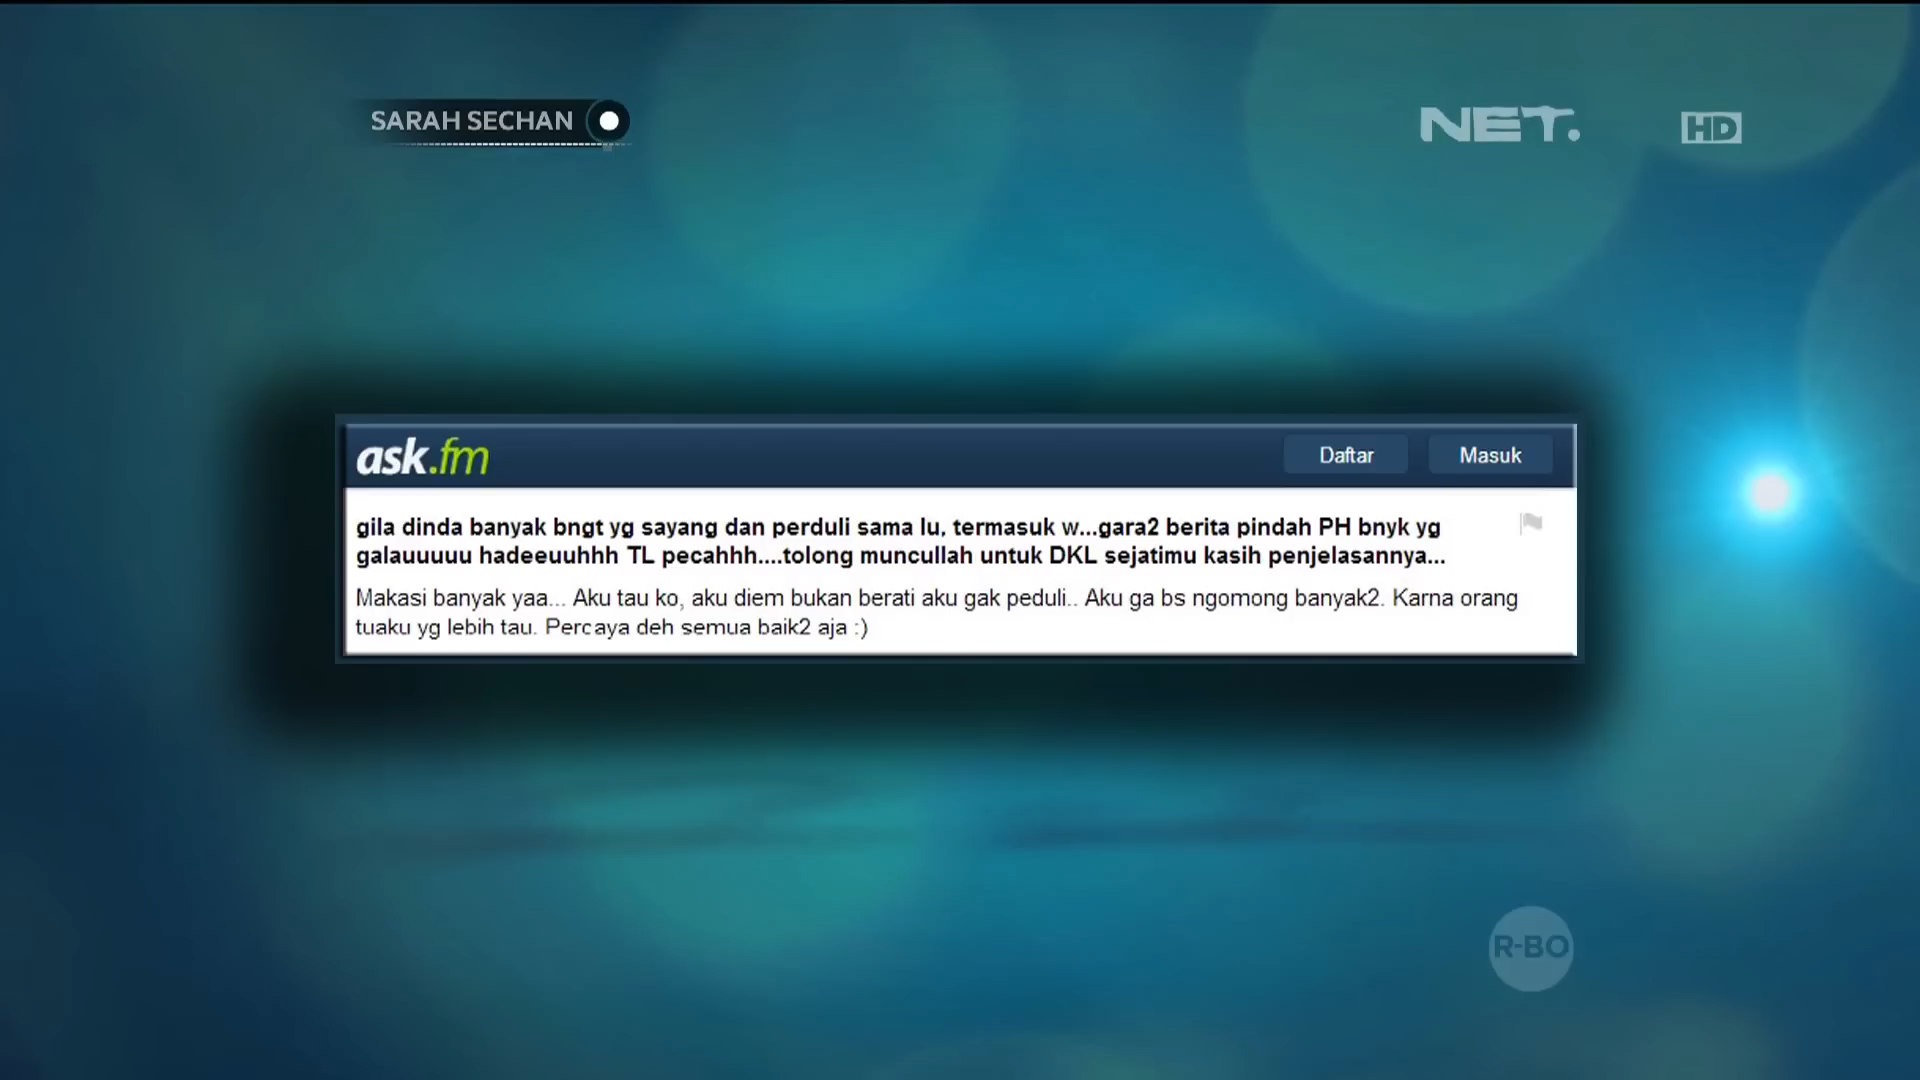 SARAH SECHAN
NET.
HD
ask.fm
Daftar
Masuk
gila dinda banyak bngt yg sayang dan perduli sama lu, termasuk w...gara2 berita pindah PH bnyk yg
galauuuuu hadeeuuhhh TL pecahhh....tolong muncullah untuk DKL sejatimu kasih penjelasannya...
Makasi banyak yaa... Aku tau ko, aku diem bukan berati aku gak peduli.. Aku ga bs ngomong banyak2. Karna orang
tuaku yg lebih tau. Percaya deh semua baik2 aja :)
R-BO